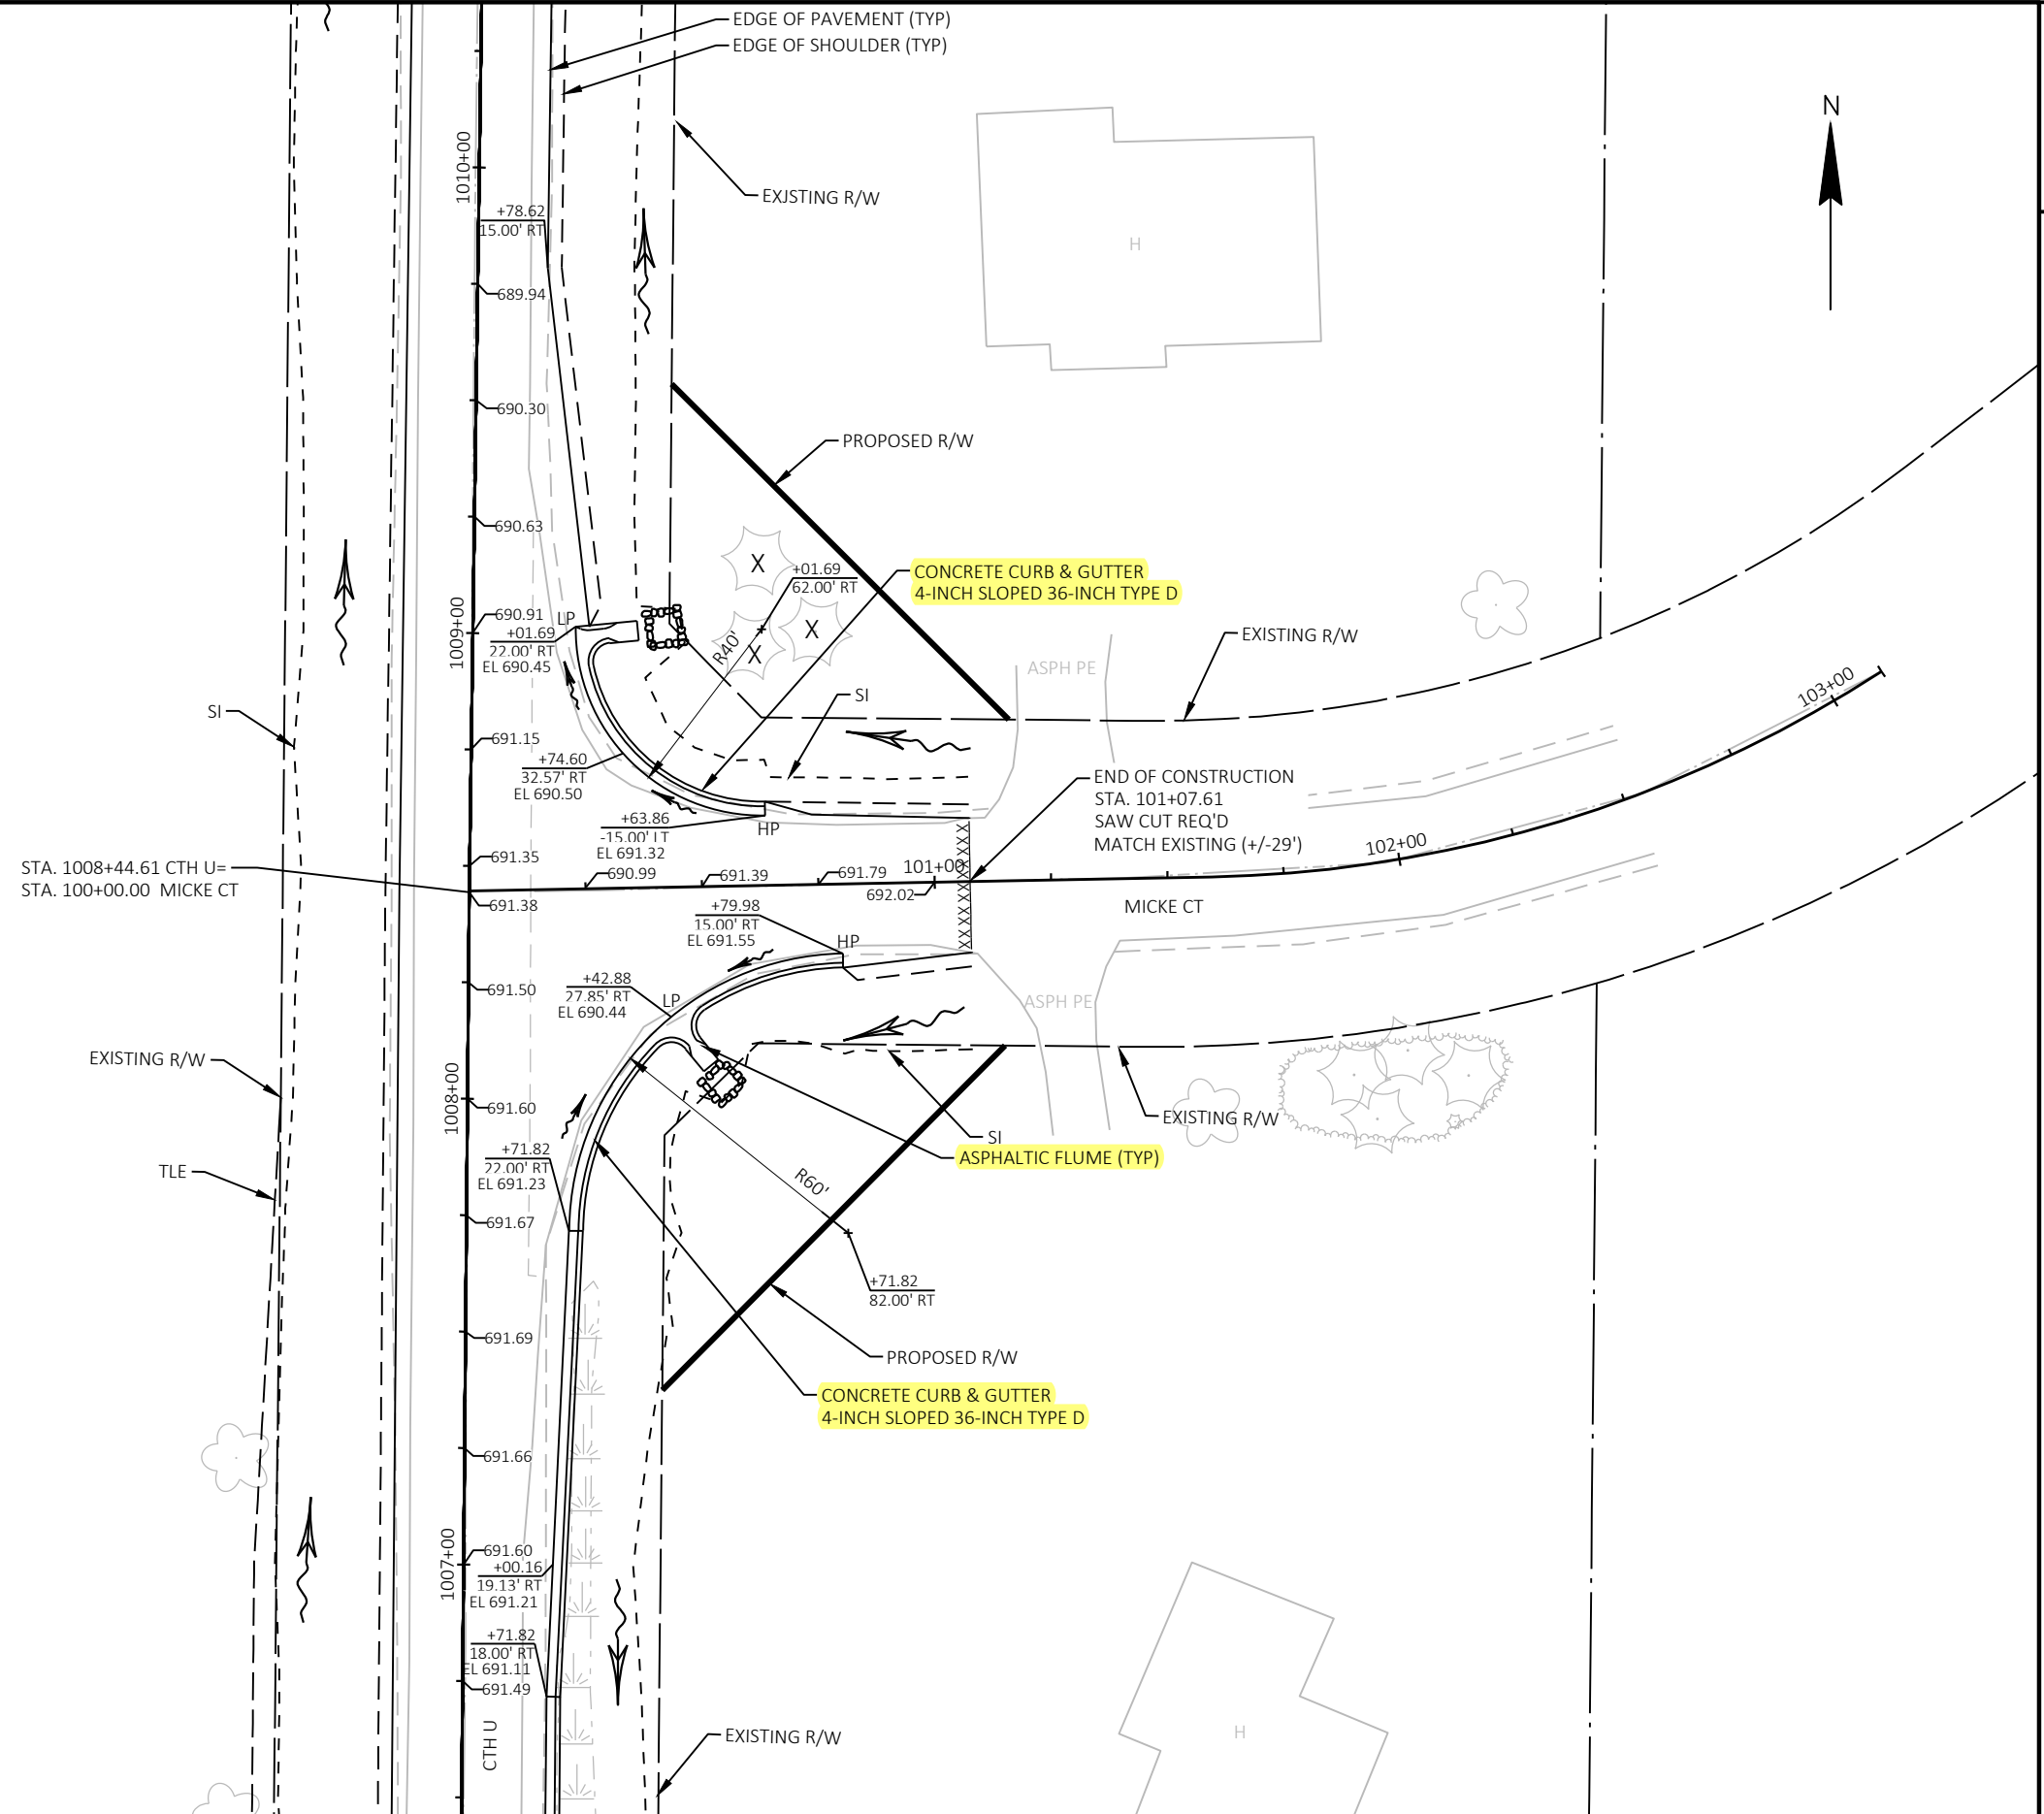 EDGE OF PAVEMENT (TYP)
EDGE OF SHOULDER (TYP)
N
1010+00
EXJSTING R/W
+78.62
15.00' RT
H
689.94
690.30
PROPOSED R/W
690.63
X
+01.69
62.00' RT
CONCRETE CURB & GUTTER
4-INCH SLOPED 36-INCH TYPE D
690.91
LP
1009+00
+01.69
22.00' RT
EL 690.45
X
X
R40'
EXISTING R/W
ASPH PE
SI
SI
103+00
691.15
+74.60
32.57' RT
EL 690.50
END OF CONSTRUCTION
STA. 101+07.61
SAW CUT REQ'D
MATCH EXISTING (+/-29')
+63.86
-15.00' LT
EL 691.32
HP
102+00
STA. 1008+44.61 CTH U=
STA. 100+00.00 MICKE CT
691.35
690.99
691.39
691.79
101+00
692.02
691.38
MICKE CT
+79.98
15.00' RT
EL 691.55
HP
691.50
+42.88
27.85' RT
EL 690.44
LP
ASPH PE
EXISTING R/W
1008+00
691.60
EXISTING R/W
SI
ASPHALTIC FLUME (TYP)
+71.82
22.00' RT
EL 691.23
TLE
R60'
691.67
+71.82
82.00' RT
691.69
PROPOSED R/W
CONCRETE CURB & GUTTER
4-INCH SLOPED 36-INCH TYPE D
691.66
1007+00
691.60
+00.16
19.13' RT
EL 691.21
+71.82
18.00' RT
EL 691.11
691.49
CTH U
EXISTING R/W
H